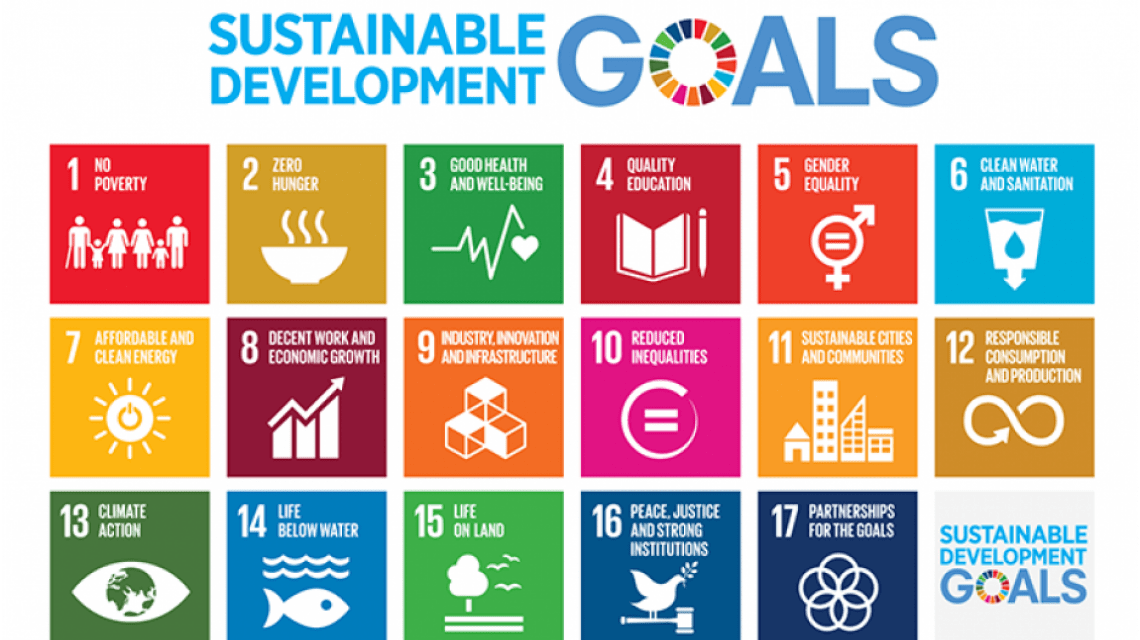 SUSTAINABLE
DEVELOPMENT
GOALS
1 NO
POVERTY
2 ZERO
HUNGER
3 GOOD HEALTH
AND WELL-BEING
4 QUALITY
EDUCATION
5 GENDER
EQUALITY
6 CLEAN WATER
AND SANITATION
7 AFFORDABLE AND
CLEAN ENERGY
8 DECENT WORK AND
ECONOMIC GROWTH
9 INDUSTRY, INNOVATION
AND INFRASTRUCTURE
10 REDUCED
INEQUALITIES
11 SUSTAINABLE CITIES
AND COMMUNITIES
12 RESPONSIBLE
CONSUMPTION
AND PRODUCTION
13 CLIMATE
ACTION
14 LIFE
BELOW WATER
15 LIFE
ON LAND
16 PEACE, JUSTICE
AND STRONG
INSTITUTIONS
17 PARTNERSHIPS
FOR THE GOALS
SUSTAINABLE
DEVELOPMENT
GOALS